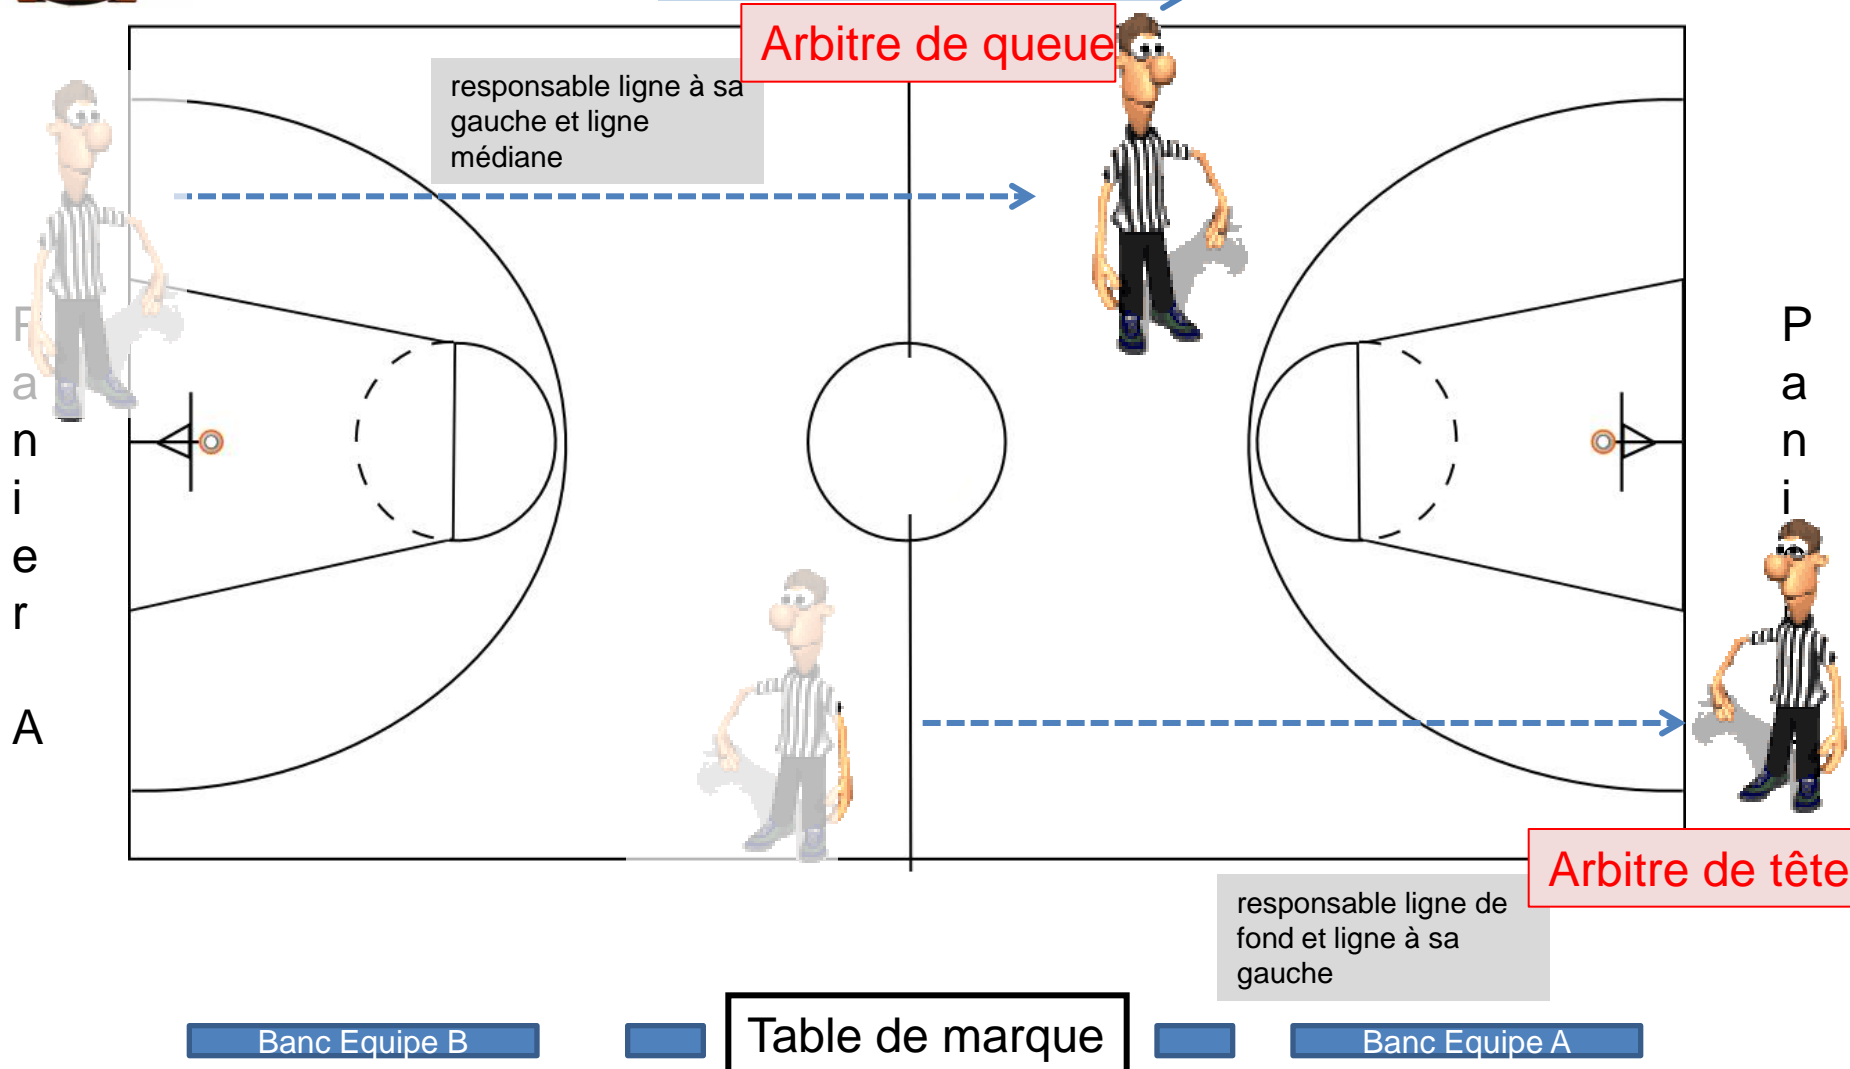 Arbitre de queue
responsable ligne à sa
gauche et ligne
médiane
P
a
n
i
e
r
A
P
a
n
i
Arbitre de tête
responsable ligne de
fond et ligne à sa
gauche
Table de marque
Banc Equipe B
Banc Equipe A